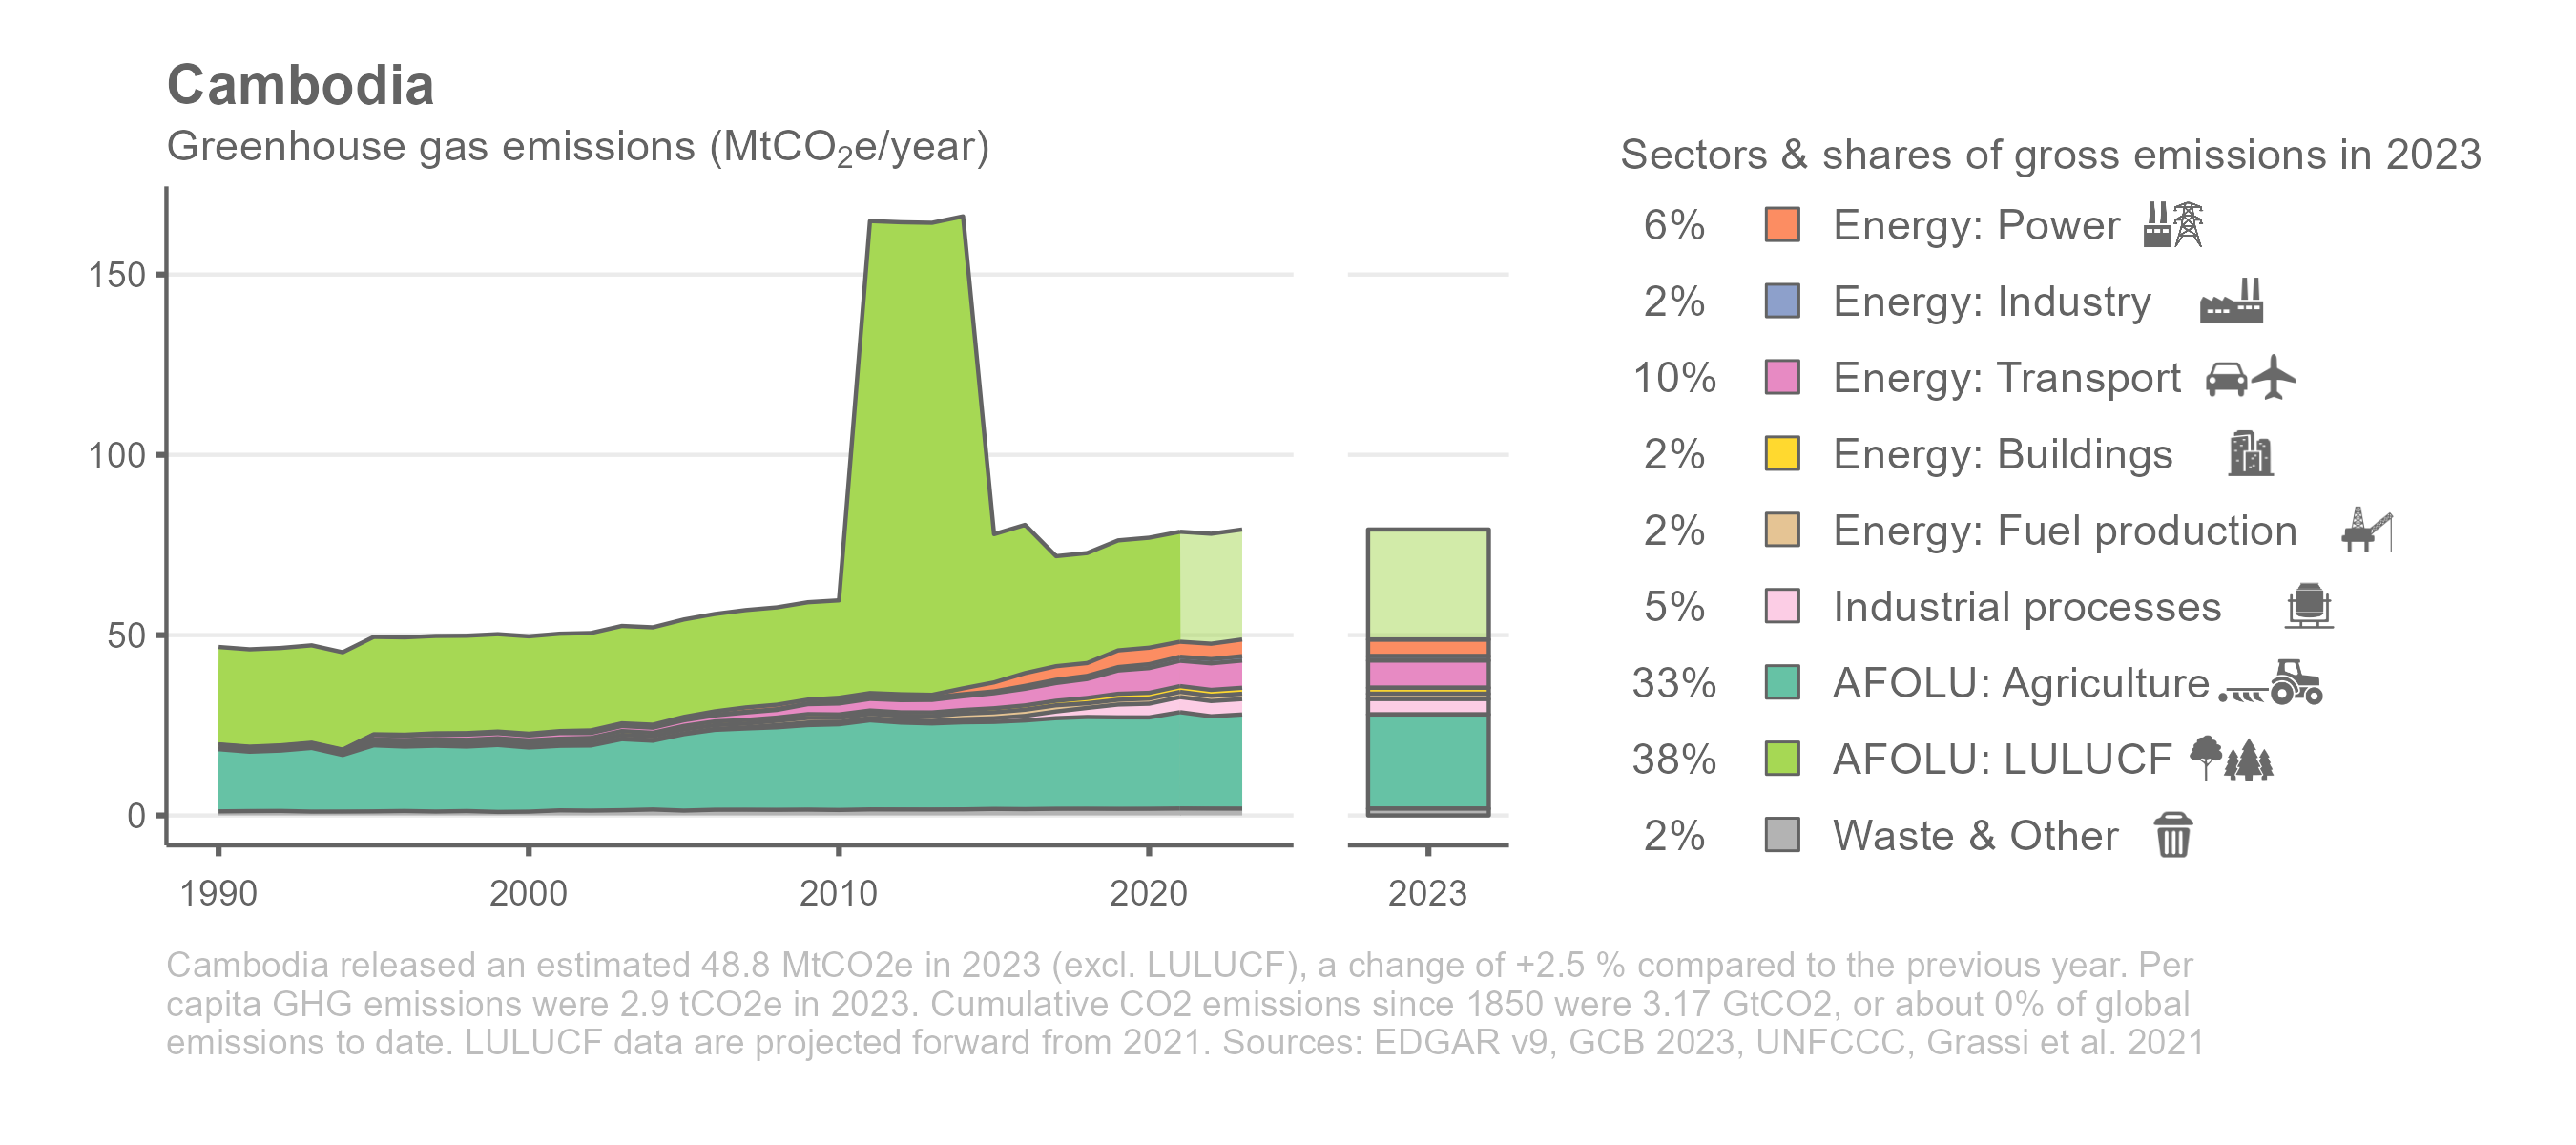 Cambodia
Greenhouse gas emissions (MtCO₂e/year)
150
100
50
0
1990
2000
2010
2020
2023
Sectors & shares of gross emissions in 2023
6% Energy: Power
2% Energy: Industry
10% Energy: Transport
2% Energy: Buildings
2% Energy: Fuel production
5% Industrial processes
33% AFOLU: Agriculture
38% AFOLU: LULUCF
2% Waste & Other
Cambodia released an estimated 48.8 MtCO2e in 2023 (excl. LULUCF), a change of +2.5 % compared to the previous year. Per
capita GHG emissions were 2.9 tCO2e in 2023. Cumulative CO2 emissions since 1850 were 3.17 GtCO2, or about 0% of global
emissions to date. LULUCF data are projected forward from 2021. Sources: EDGAR v9, GCB 2023, UNFCCC, Grassi et al. 2021